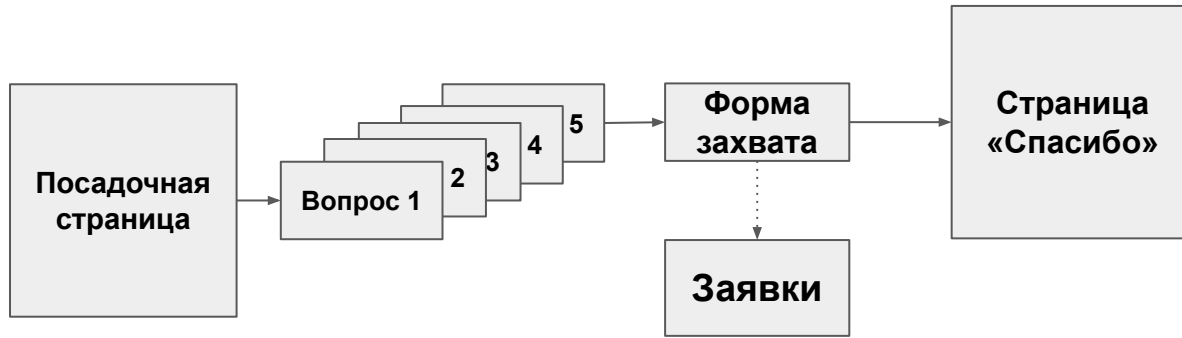 Посадочная
страница
Вопрос 1
2
3
4
5
Форма
захвата
Заявки
Страница
«Спасибо»